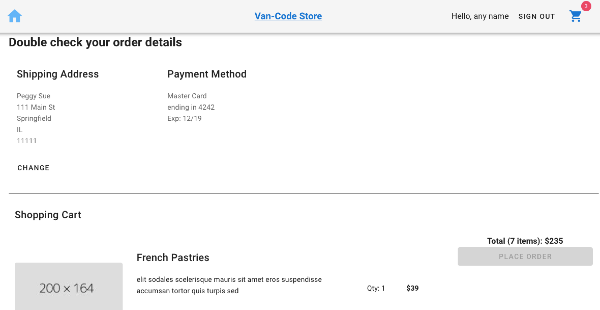 Van-Code Store
Hello, any name
SIGN OUT
3
Double check your order details
Shipping Address
Peggy Sue
111 Main St
Springfield
IL
11111
CHANGE
Payment Method
Master Card
ending in 4242
Exp: 12/19
Shopping Cart
Total (7 items): $235
PLACE ORDER
200 × 164
French Pastries
elit sodales scelerisque mauris sit amet eros suspendisse
accumsan tortor quis turpis sed
Qty: 1
$39